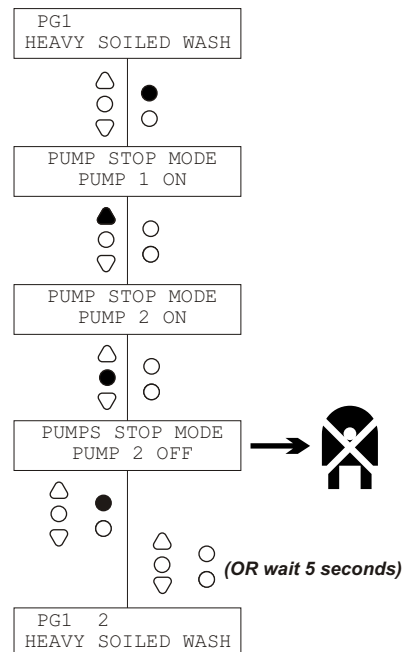 PG1
HEAVY SOILED WASH
PUMP STOP MODE
PUMP 1 ON
PUMP STOP MODE
PUMP 2 ON
PUMPS STOP MODE
PUMP 2 OFF
(OR wait 5 seconds)
PG1 2
HEAVY SOILED WASH